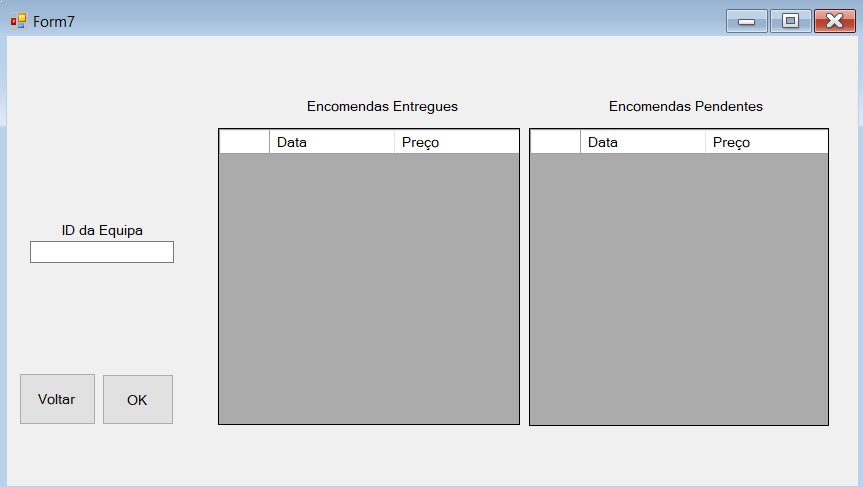 Form7
Encomendas Entregues
Encomendas Pendentes
Data Preço
Data Preço
ID da Equipa
Voltar
OK